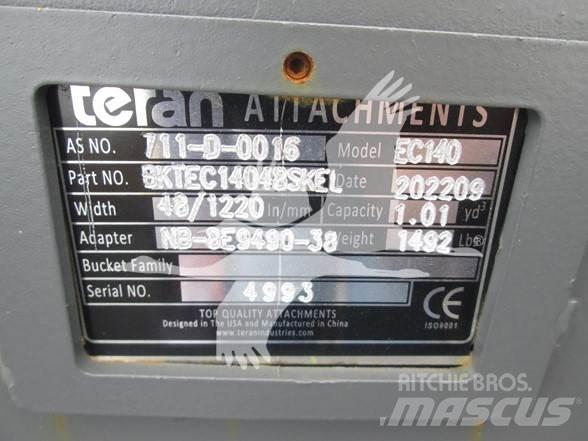 teran ATTACHMENTS
AS NO. 711-D-0016 Model EC140
Part No. BKTEC14048SKEL Date 202209
Width 48/1220 In/mm Capacity 1.01 yd³
Adapter NB-8E9490-38 Weight 1492 Lbs
Bucket Family
Serial NO. 4993
TOP QUALITY ATTACHMENTS
Designed in The USA and Manufactured in China
www.teranindustries.com
CE
ISO9001
RITCHIE BROS.
MASCUS